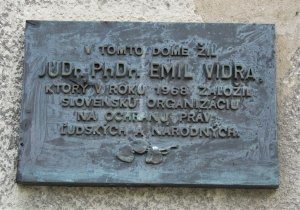 V TOMTO DOME ŽIL
JUDr. PhDr. EMIL VIDRA,
KTORÝ V ROKU 1968 ZALOŽIL
SLOVENSKÚ ORGANIZÁCIU
NA OCHRANU PRÁV
ĽUDSKÝCH A NÁRODNÝCH.